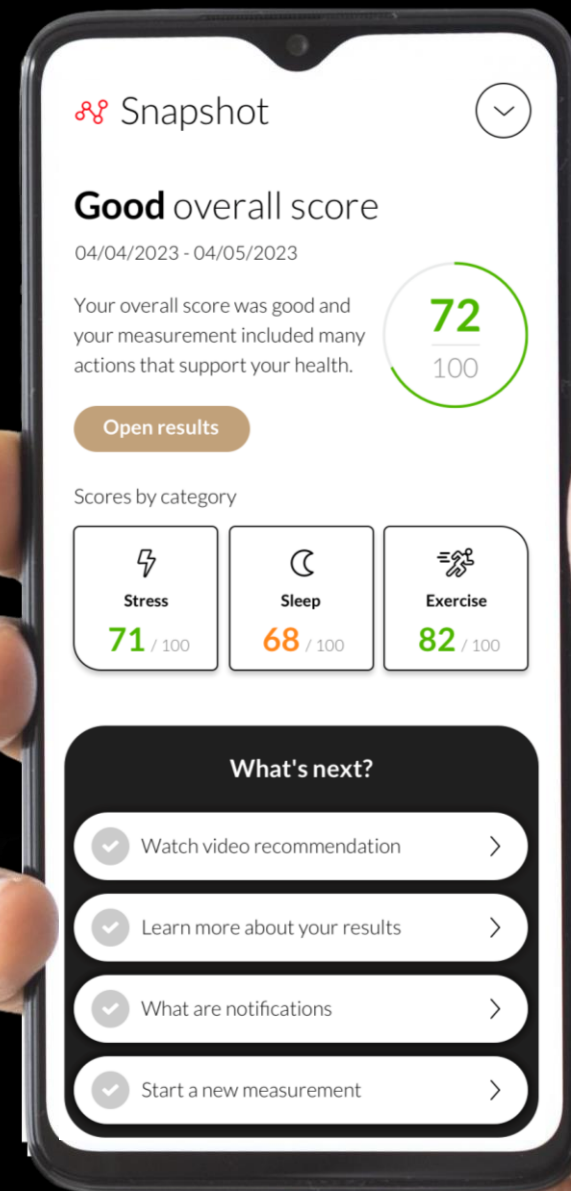 Snapshot
Good overall score
04/04/2023 - 04/05/2023
Your overall score was good and
your measurement included many
actions that support your health.
72
100
Open results
Scores by category
Stress
71 / 100
Sleep
68 / 100
Exercise
82 / 100
What's next?
Watch video recommendation
Learn more about your results
What are notifications
Start a new measurement